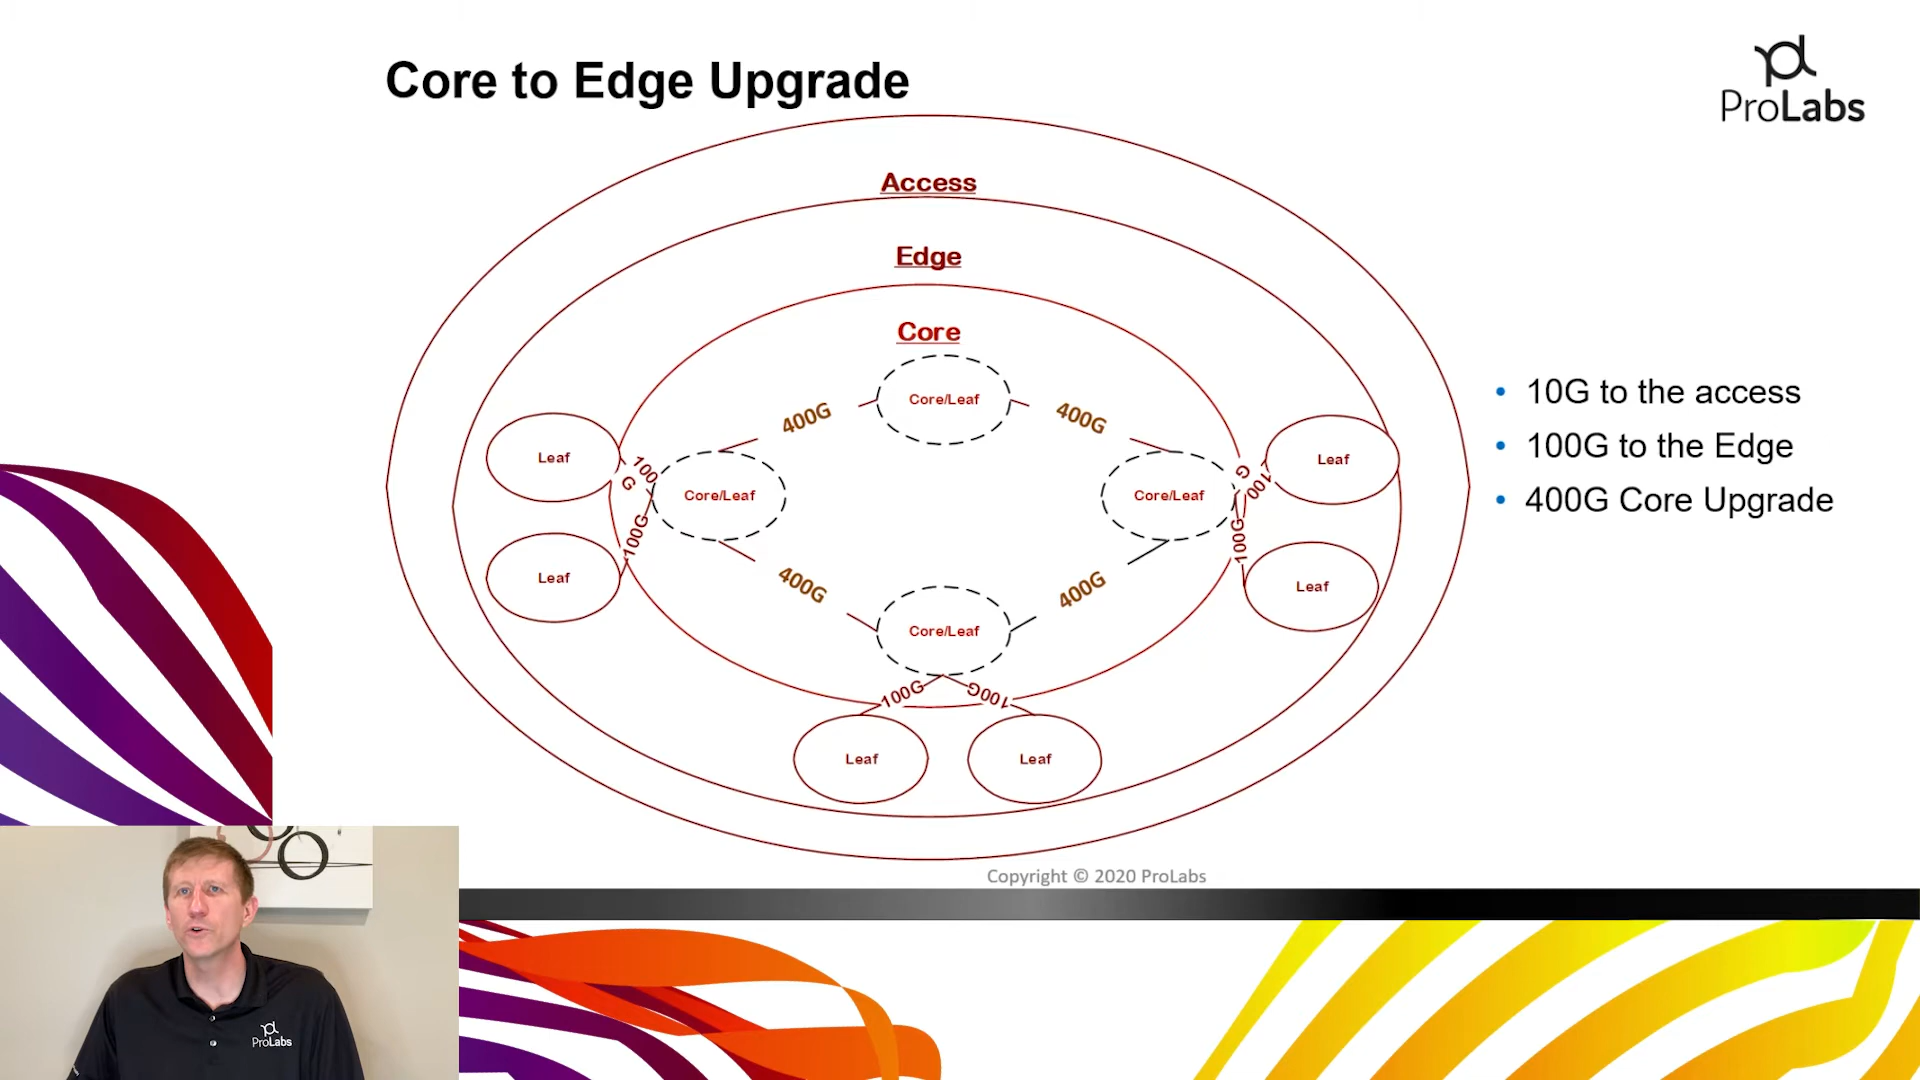 Core to Edge Upgrade
ProLabs
Access
Edge
Core
Core/Leaf
400G
400G
Leaf
100
G
Core/Leaf
Core/Leaf
100G
Leaf
100G
100G
Leaf
Leaf
400G
400G
Core/Leaf
100G
100G
Leaf
Leaf
• 10G to the access
• 100G to the Edge
• 400G Core Upgrade
Copyright © 2020 ProLabs
ProLabs